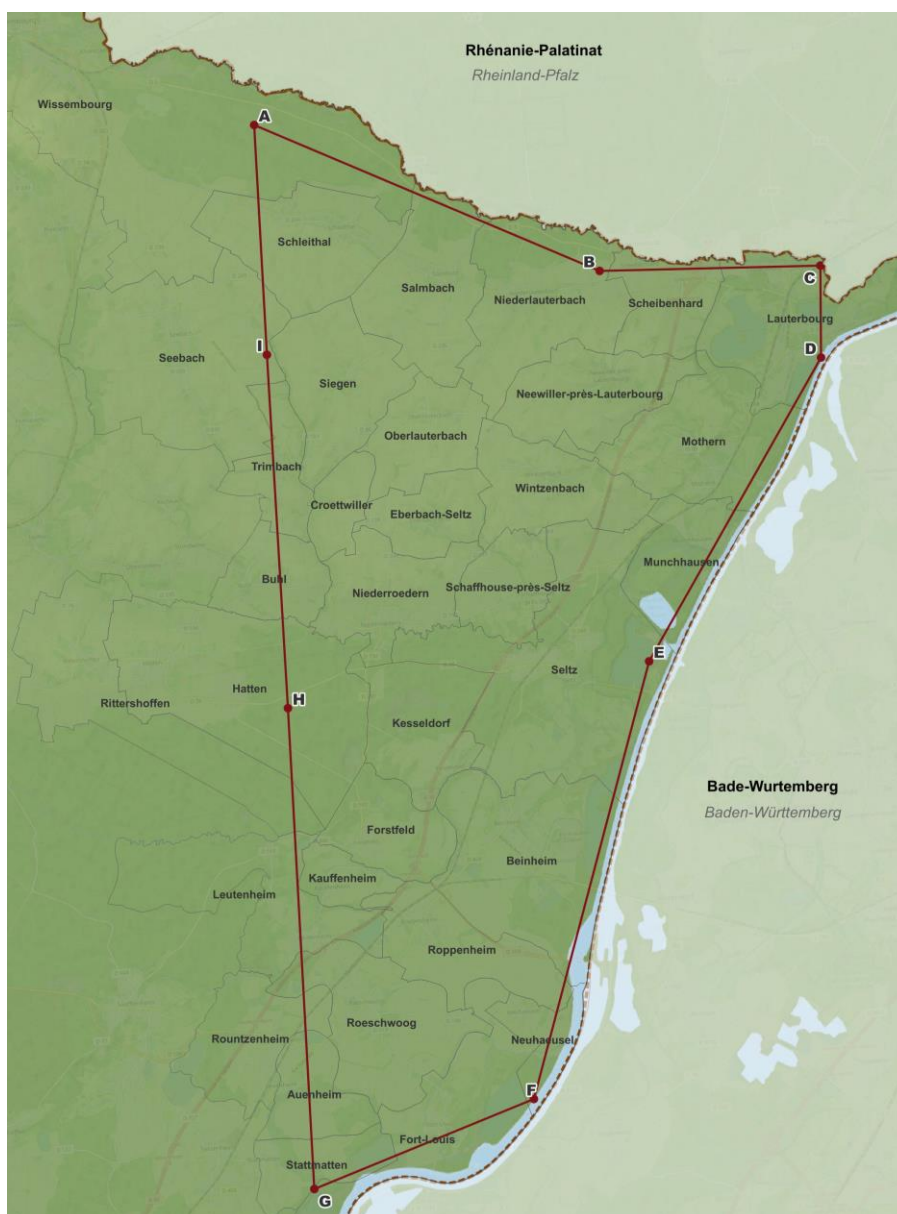 Rhénanie-Palatinat
Rheinland-Pfalz
Wissembourg
A
Schleithal
B
C
Salmbach
Niederlauterbach
Scheibenhard
Lauterbourg
I
D
Seebach
Siegen
Neewiller-près-Lauterbourg
Oberlauterbach
Mothern
Trimbach
Wintzenbach
Croettwiller
Eberbach-Seltz
Munchhausen
Buhl
Niederroedern
Schaffhouse-près-Seltz
E
Seltz
Hatten
H
Rittershoffen
Kesseldorf
Bade-Wurtemberg
Baden-Württemberg
Forstfeld
Beinheim
Kauffenheim
Leutenheim
Roppenheim
Roeschwoog
Rountzenheim
Neuhaeusel
F
Auenheim
Fort-Louis
Stattmatten
G